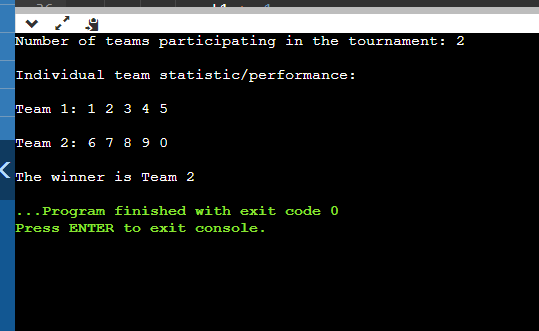 Number of teams participating in the tournament: 2
Individual team statistic/performance:
Team 1: 1 2 3 4 5
Team 2: 6 7 8 9 0
The winner is Team 2
...Program finished with exit code 0
Press ENTER to exit console.